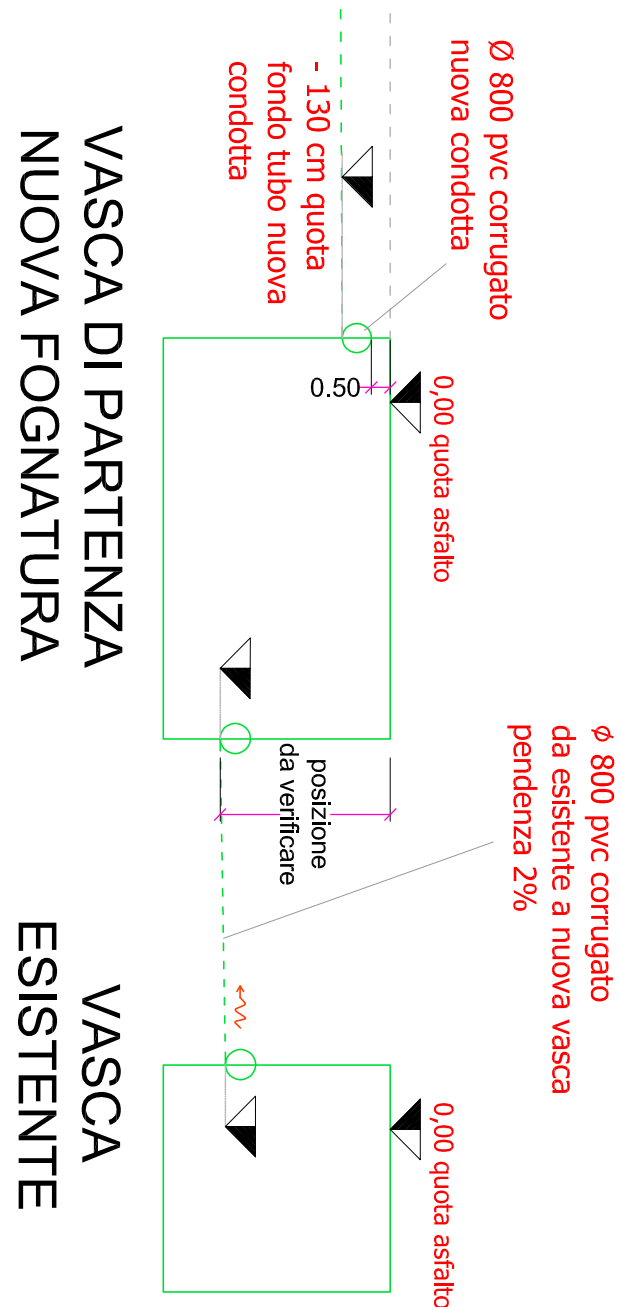 Ø 800 pvc corrugato
nuova condotta
- 130 cm quota
fondo tubo nuova
condotta
0,00 quota asfalto
0.50
VASCA DI PARTENZA
NUOVA FOGNATURA
ϕ 800 pvc corrugato
da esistente a nuova vasca
pendenza 2%
posizione
da verificare
0,00 quota asfalto
VASCA
ESISTENTE